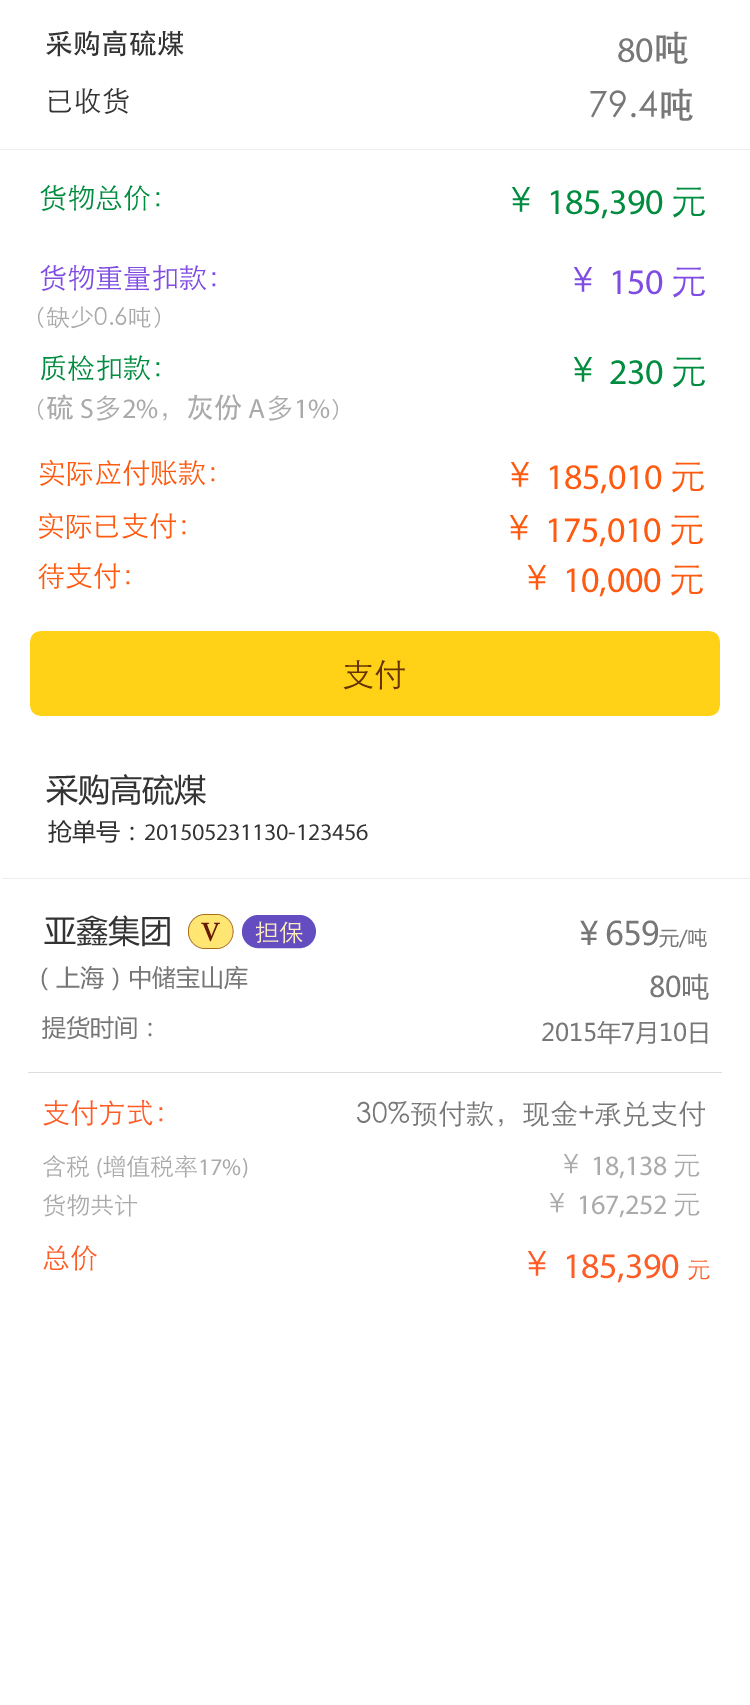 采购高硫煤 80吨
已收货 79.4吨
货物总价： ￥ 185,390 元
货物重量扣款： ￥ 150 元
（缺少0.6吨）
质检扣款： ￥ 230 元
（硫 S多2%，灰份 A多1%）
实际应付账款： ￥ 185,010 元
实际已支付： ￥ 175,010 元
待支付： ￥ 10,000 元
支付
采购高硫煤
抢单号：201505231130-123456
亚鑫集团 V 担保 ￥659元/吨
( 上海 ) 中储宝山库 80吨
提货时间： 2015年7月10日
支付方式： 30%预付款，现金+承兑支付
含税 (增值税率17%) ￥ 18,138 元
货物共计 ￥ 167,252 元
总价 ￥ 185,390 元